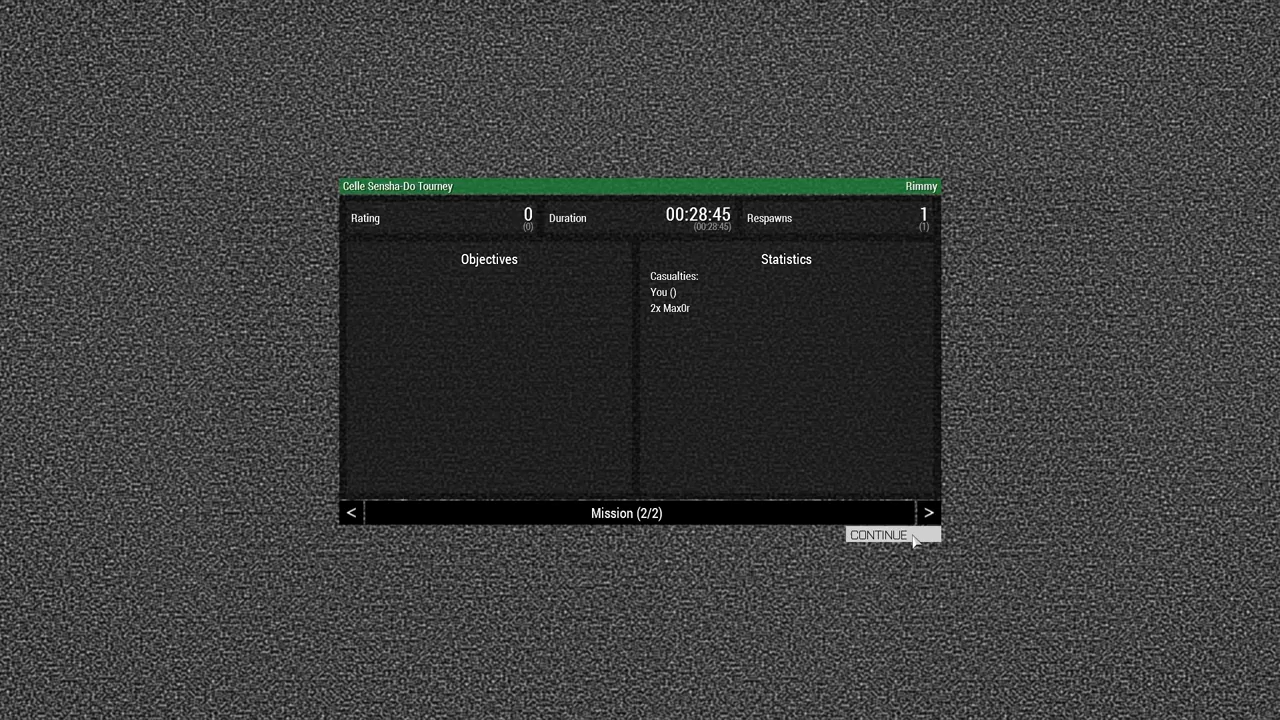 Celle Sensha-Do Tourney Rimmy
Rating 0 Duration 00:28:45 Respawns 1
(0) (00:28:45) (1)
Objectives Statistics
Casualties:
You ()
2x Max0r
< Mission (2/2) >
CONTINUE